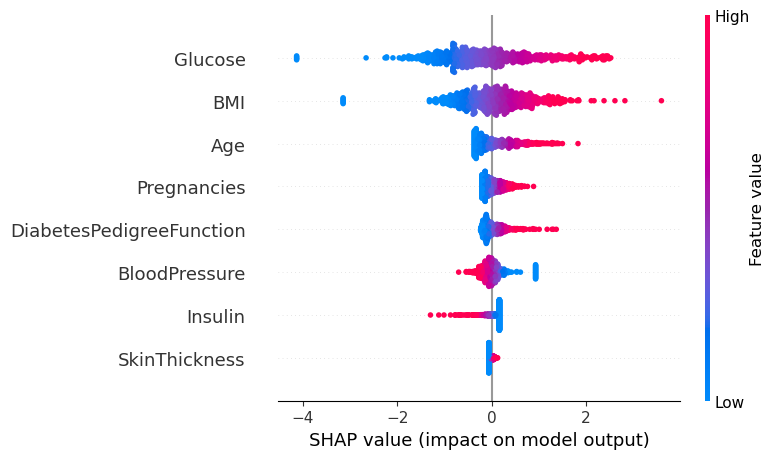 High
Glucose
BMI
Age
Pregnancies
DiabetesPedigreeFunction
BloodPressure
Insulin
SkinThickness
Feature value
Low
−4 −2 0 2
SHAP value (impact on model output)